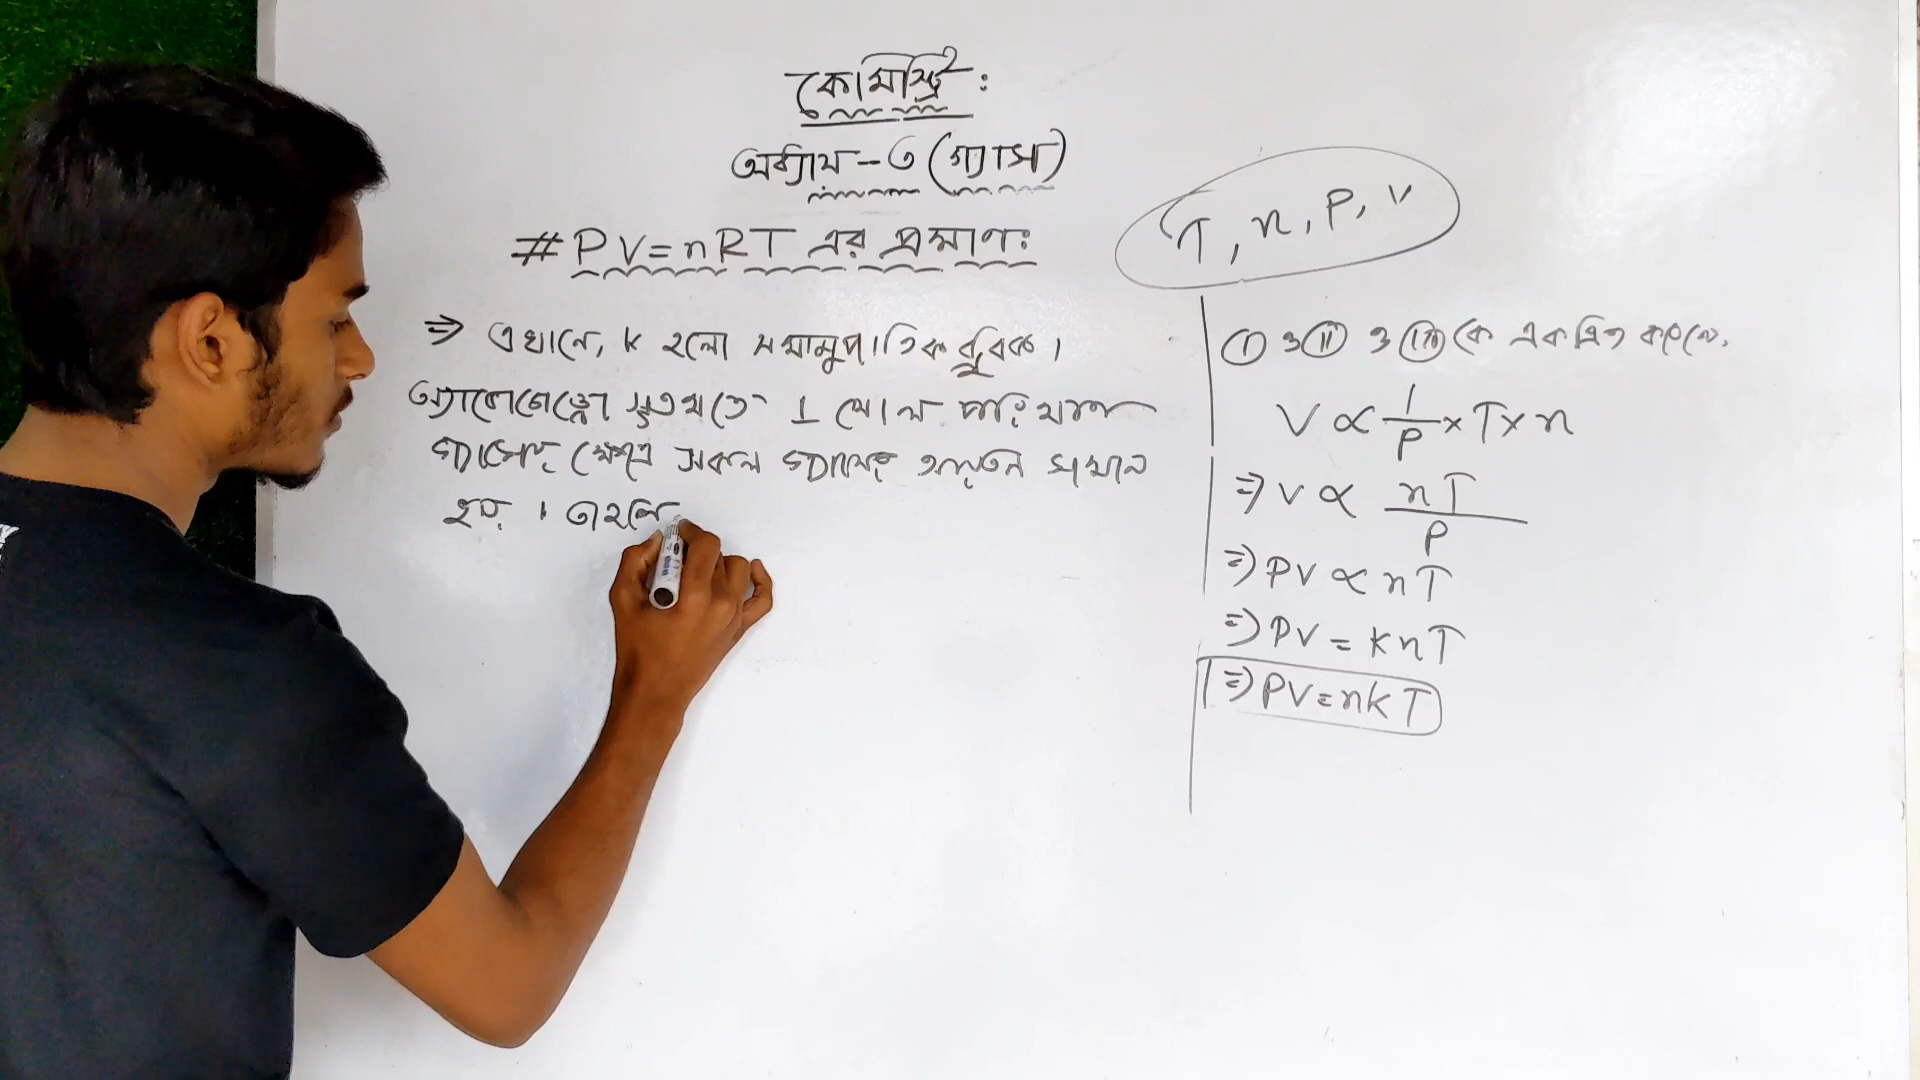 কেমিস্ট্রি:
অধ্যায়-৩ (গ্যাস)
# PV=nRT এর প্রমাণঃ
⇒ এখানে, K হলো সমানুপাতিক ধ্রুবক।
অ্যাভোগেড্রো সূত্রমতে 1 মোল পরিমাণ
গ্যাসের ক্ষেত্রে সকল গ্যাসের আয়তন সমান
হয়। তাহলে
T, n, P, V
(i) ও (ii) ও (iii) কে একত্রিত করলে,
V ∝ 1/P × T × n
⇒ V ∝ nT/P
⇒ PV ∝ nT
⇒ PV = KnT
⇒ PV = nKT